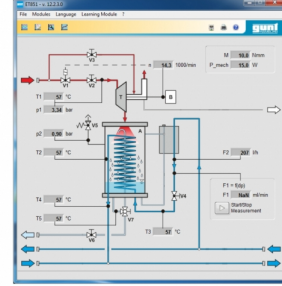 ET851 - v. 12.2.3.0
File Modules Language Learning Module ?
gunt
V3
M 10,0 Nmm
n 14,3 1000/min
P_mech 15,0 W
V1 V2
T B
T1 57 °C
p1 3,34 bar
V5
p2 0,90 bar
A
T2 57 °C
F2 207 l/h
F1 = f(dp)
F1 NaN ml/min
V4
Start/Stop
Measurement
T4 57 °C
T5 57 °C
V7
T3 57 °C
V6